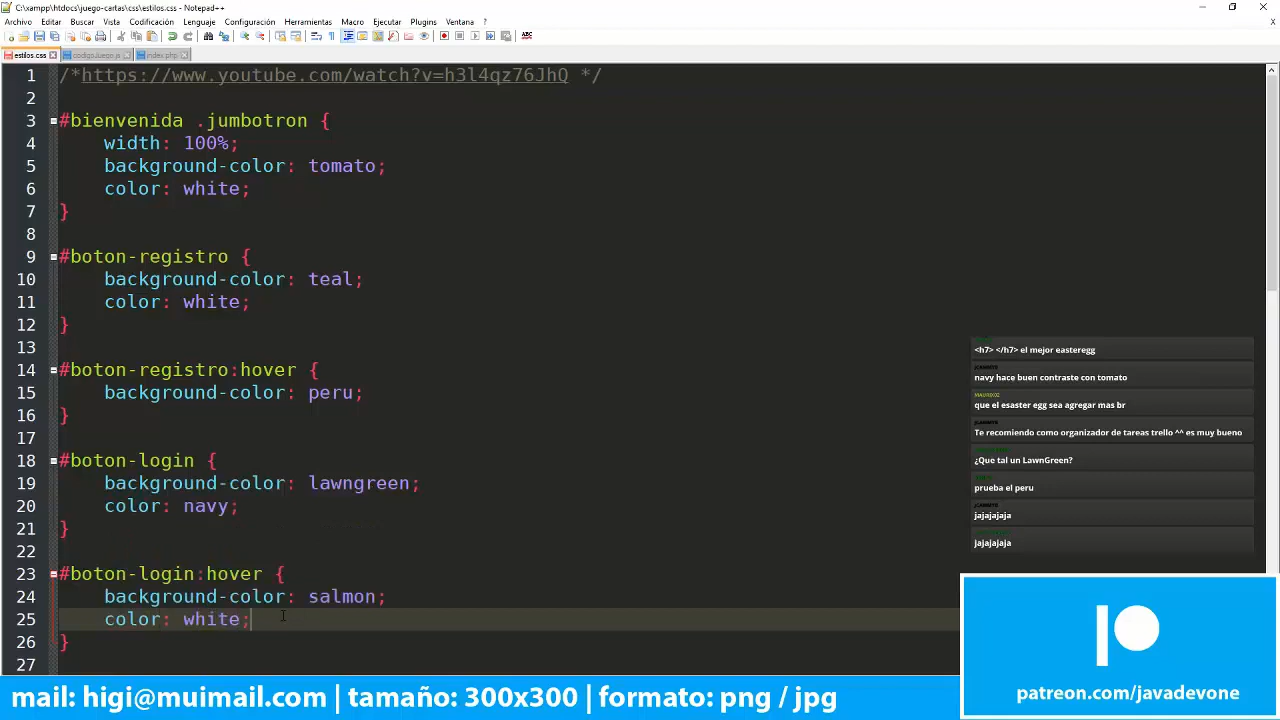 C:\xampp\htdocs\juego-cartas\css\estilos.css - Notepad++
Archivo Editar Buscar Vista Codificación Lenguaje Configuración Herramientas Macro Ejecutar Plugins Ventana ?
estilos.css codigoJuego.js index.php
1 /*https://www.youtube.com/watch?v=h3l4qz76JhQ */
2
3 #bienvenida .jumbotron {
4 width: 100%;
5 background-color: tomato;
6 color: white;
7 }
8
9 #boton-registro {
10 background-color: teal;
11 color: white;
12 }
13
14 #boton-registro:hover {
15 background-color: peru;
16 }
17
18 #boton-login {
19 background-color: lawngreen;
20 color: navy;
21 }
22
23 #boton-login:hover {
24 background-color: salmon;
25 color: white;
26 }
27
<h7> </h7> el mejor easteregg
navy hace buen contraste con tomato
que el esaster egg sea agregar mas br
Te recomiendo como organizador de tareas trello ^^ es muy bueno
¿Que tal un LawnGreen?
prueba el peru
jajajajaja
jajajajaja
patreon.com/javadevone
mail: higi@muimail.com | tamaño: 300x300 | formato: png / jpg